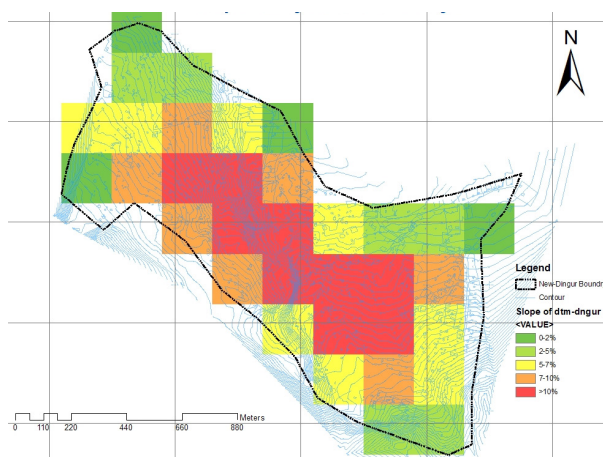 N
Legend
New-Dingur Boundry
Contour
Slope of dtm-dngur
<VALUE>
0-2%
2-5%
5-7%
7-10%
>10%
Meters
0 110 220 440 660 880